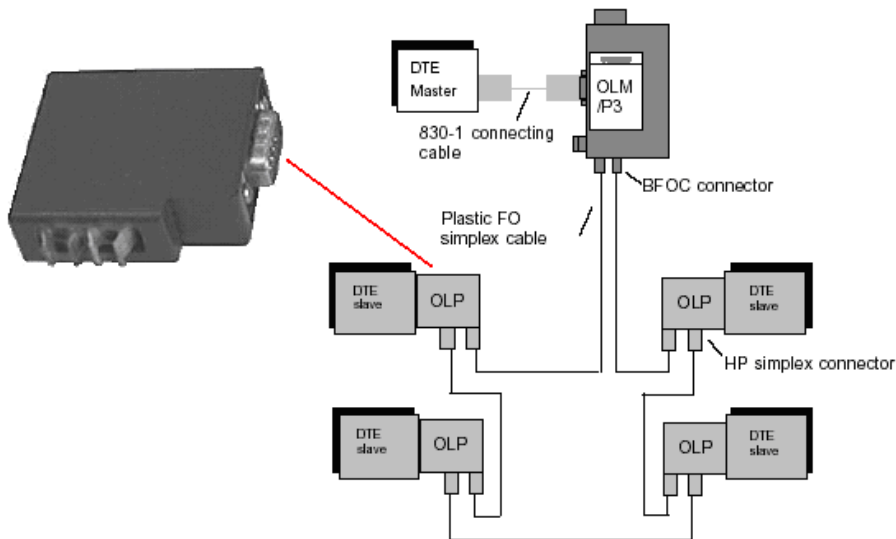 DTE
Master
OLM
/P3
830-1 connecting
cable
BFOC connector
Plastic FO
simplex cable
DTE
slave
OLP
OLP
DTE
slave
HP simplex connector
DTE
slave
OLP
OLP
DTE
slave